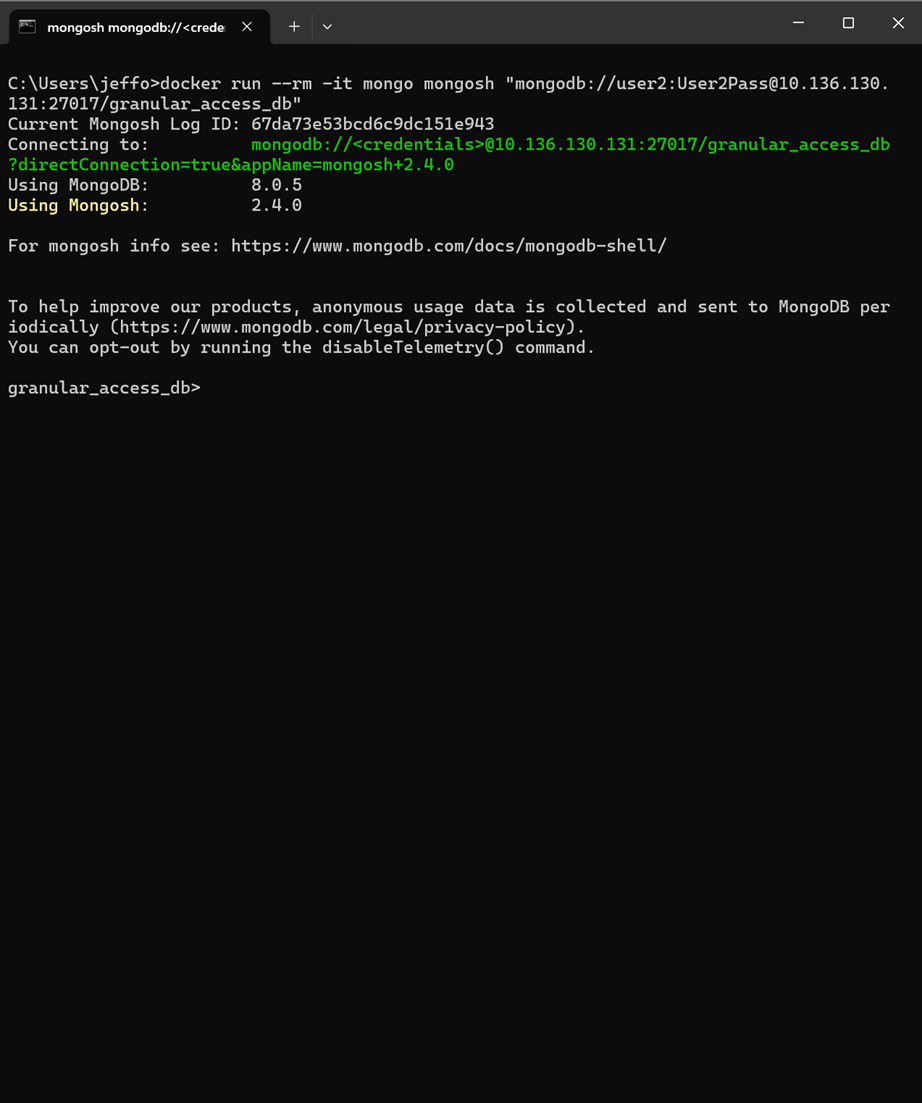 mongosh mongodb://<crede
C:\Users\jeffo>docker run --rm -it mongo mongosh "mongodb://user2:User2Pass@10.136.130.
131:27017/granular_access_db"
Current Mongosh Log ID: 67da73e53bcd6c9dc151e943
Connecting to:          mongodb://<credentials>@10.136.130.131:27017/granular_access_db
?directConnection=true&appName=mongosh+2.4.0
Using MongoDB:          8.0.5
Using Mongosh:          2.4.0
For mongosh info see: https://www.mongodb.com/docs/mongodb-shell/
To help improve our products, anonymous usage data is collected and sent to MongoDB per
iodically (https://www.mongodb.com/legal/privacy-policy).
You can opt-out by running the disableTelemetry() command.
granular_access_db>